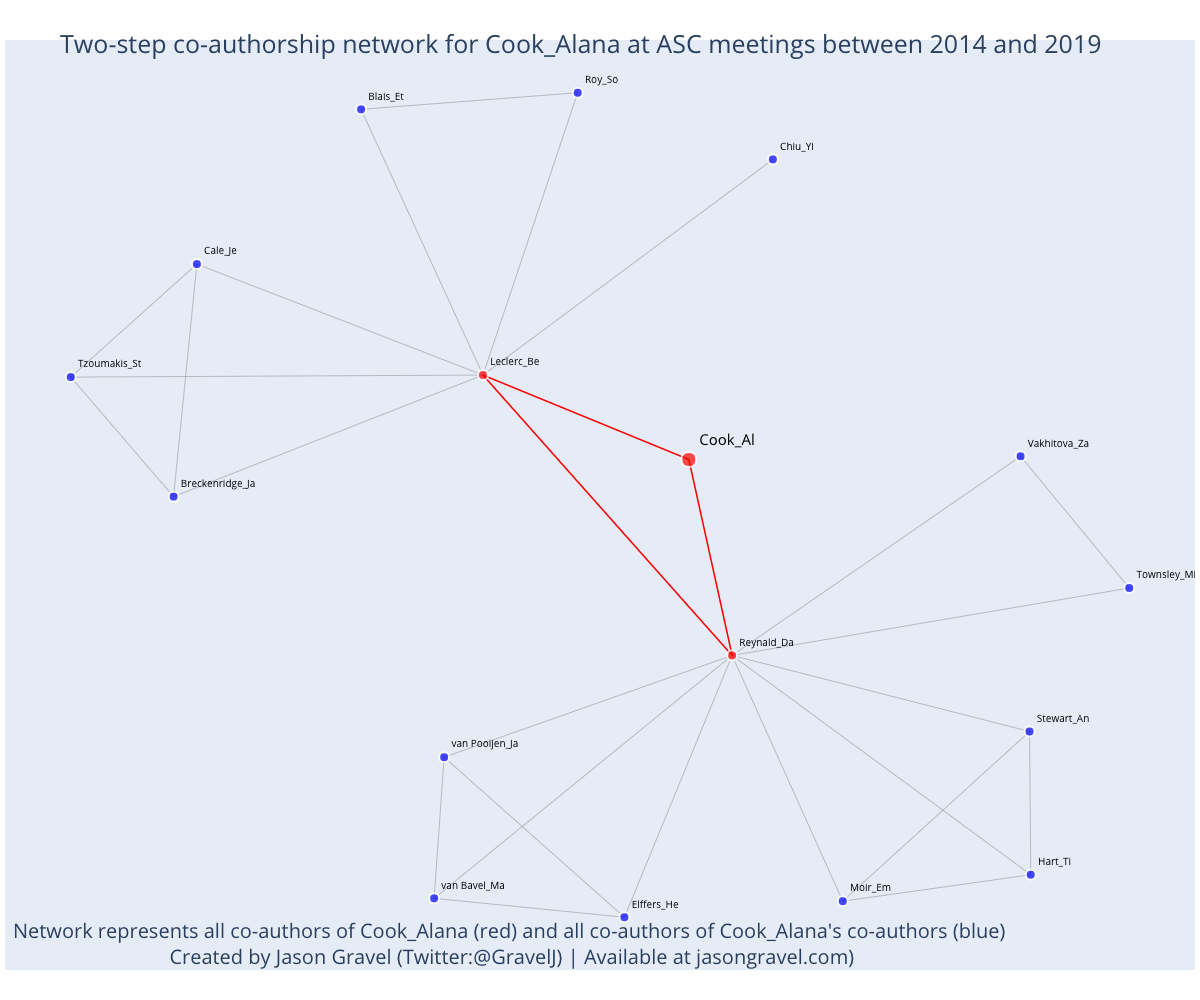 Two-step co-authorship network for Cook_Alana at ASC meetings between 2014 and 2019
Roy_So
Blais_Et
Chiu_Yi
Cale_Je
Tzoumakis_St
Leclerc_Be
Cook_Al
Vakhitova_Za
Breckenridge_Ja
Townsley_Mi
Reynald_Da
Stewart_An
van Pooijen_Ja
Hart_Ti
van Bavel_Ma
Moir_Em
Elffers_He
Network represents all co-authors of Cook_Alana (red) and all co-authors of Cook_Alana's co-authors (blue)
Created by Jason Gravel (Twitter:@GravelJ) | Available at jasongravel.com)